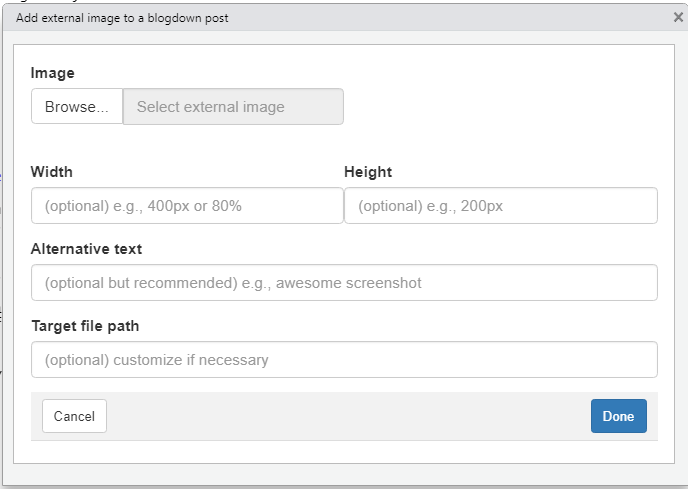 Add external image to a blogdown post
Image
Browse... Select external image
Width Height
(optional) e.g., 400px or 80% (optional) e.g., 200px
Alternative text
(optional but recommended) e.g., awesome screenshot
Target file path
(optional) customize if necessary
Cancel Done